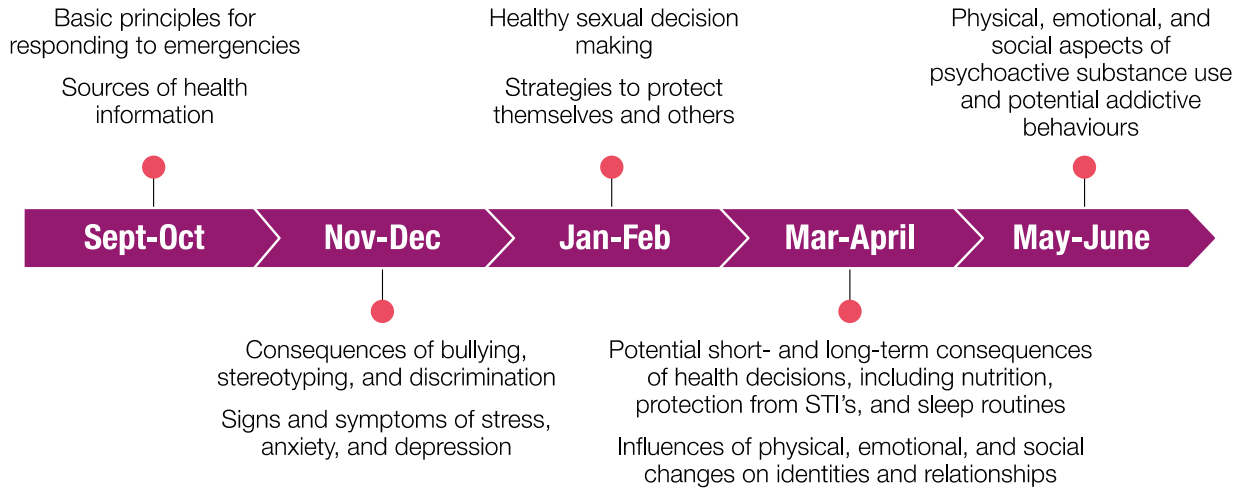 Basic principles for
responding to emergencies
Sources of health
information
Healthy sexual decision
making
Strategies to protect
themselves and others
Physical, emotional, and
social aspects of
psychoactive substance use
and potential addictive
behaviours
Sept-Oct
Nov-Dec
Jan-Feb
Mar-April
May-June
Consequences of bullying,
stereotyping, and discrimination
Signs and symptoms of stress,
anxiety, and depression
Potential short- and long-term consequences
of health decisions, including nutrition,
protection from STI's, and sleep routines
Influences of physical, emotional, and social
changes on identities and relationships